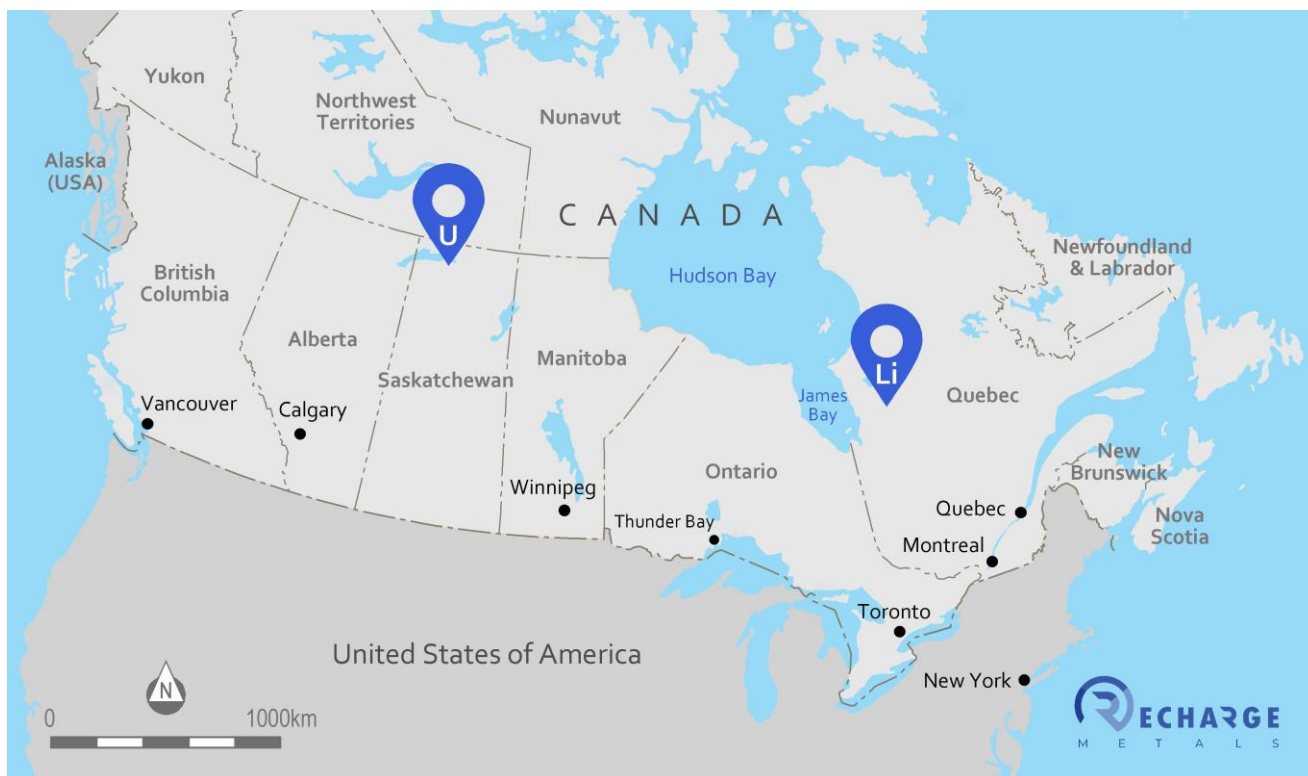 Yukon
Northwest
Territories
Nunavut
Alaska
(USA)
U
CANADA
Newfoundland
& Labrador
British
Columbia
Hudson Bay
Alberta
Manitoba
Saskatchewan
Li
James
Bay
Quebec
Vancouver
Calgary
New
Brunswick
Ontario
Winnipeg
Thunder Bay
Quebec
Nova
Scotia
Montreal
Toronto
United States of America
New York
N
0 1000km
RECHARGE
METALS